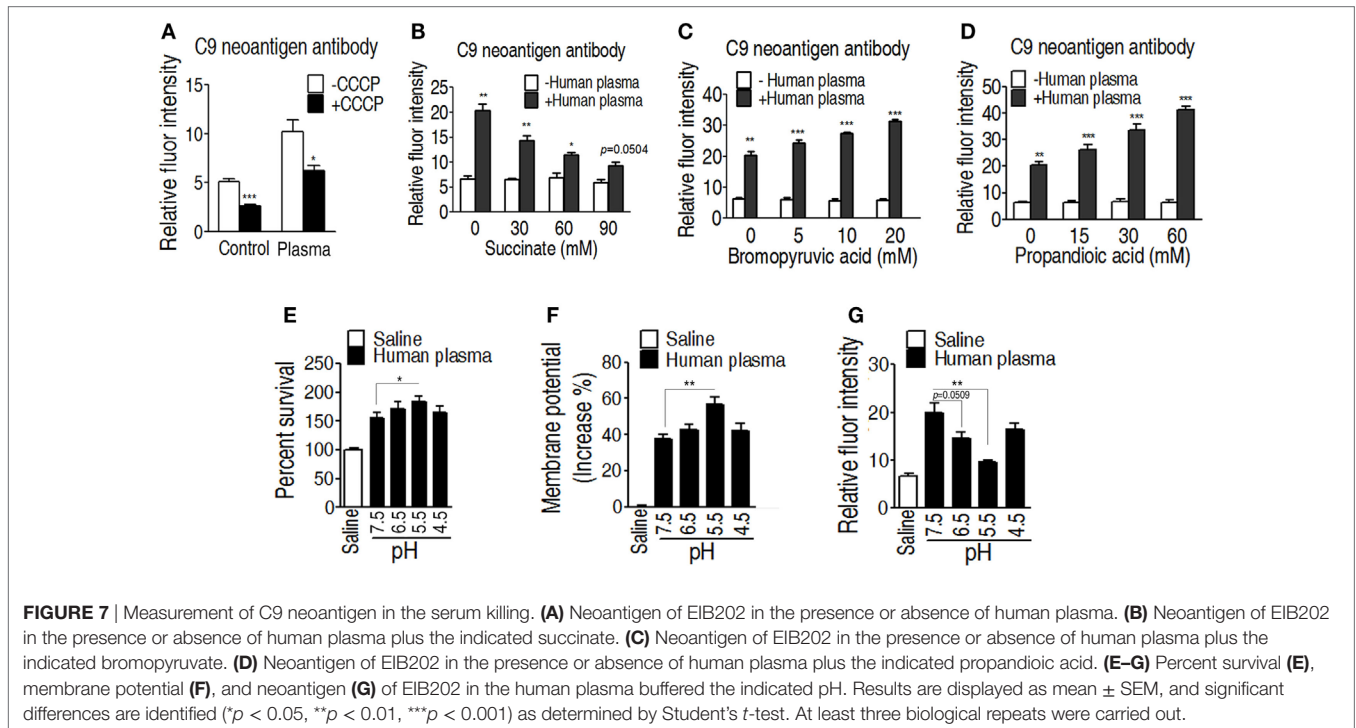 A
C9 neoantigen antibody
-CCCP
+CCCP
Relative fluor intensity
15
10
5
0
***
*
Control
Plasma
B
C9 neoantigen antibody
-Human plasma
+Human plasma
Relative fluor intensity
25
20
15
10
5
0
**
**
*
p=0.0504
0 30 60 90
Succinate (mM)
C
C9 neoantigen antibody
- Human plasma
+Human plasma
Relative fluor intensity
40
30
20
10
0
**
***
***
***
0 5 10 20
Bromopyruvic acid (mM)
D
C9 neoantigen antibody
-Human plasma
+Human plasma
Relative fluor intensity
50
40
30
20
10
0
**
***
***
***
0 15 30 60
Propandioic acid (mM)
E
Saline
Human plasma
Percent survival
250
200
150
100
50
0
*
Saline
7.5
6.5
5.5
4.5
pH
F
Saline
Human plasma
Membrane potential
(Increase %)
80
60
40
20
0
**
Saline
7.5
6.5
5.5
4.5
pH
G
Saline
Human plasma
Relative fluor intensity
30
20
10
0
**
p=0.0509
Saline
7.5
6.5
5.5
4.5
pH
FIGURE 7 | Measurement of C9 neoantigen in the serum killing. (A) Neoantigen of EIB202 in the presence or absence of human plasma. (B) Neoantigen of EIB202
in the presence or absence of human plasma plus the indicated succinate. (C) Neoantigen of EIB202 in the presence or absence of human plasma plus the
indicated bromopyruvate. (D) Neoantigen of EIB202 in the presence or absence of human plasma plus the indicated propandioic acid. (E–G) Percent survival (E),
membrane potential (F), and neoantigen (G) of EIB202 in the human plasma buffered the indicated pH. Results are displayed as mean ± SEM, and significant
differences are identified (*p < 0.05, **p < 0.01, ***p < 0.001) as determined by Student's t-test. At least three biological repeats were carried out.